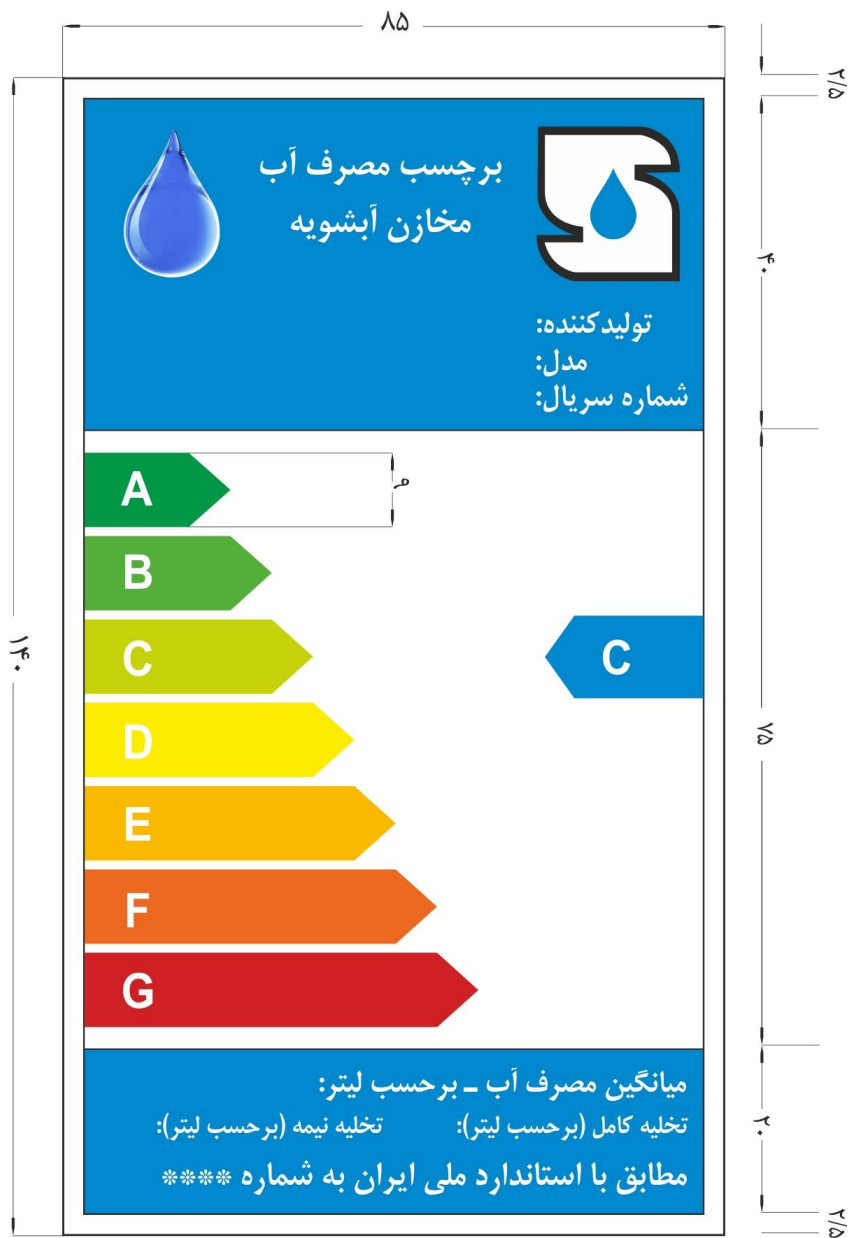 ۸۵
۲/۵
برچسب مصرف آب
مخازن آبشویه
تولیدکننده:
مدل:
شماره سریال:
۴۰
A
۹
B
C
C
D
E
F
G
۱۴۰
۷۵
میانگین مصرف آب ـ برحسب لیتر:
تخلیه کامل (برحسب لیتر): تخلیه نیمه (برحسب لیتر):
مطابق با استاندارد ملی ایران به شماره ****
۲۰
۲/۵